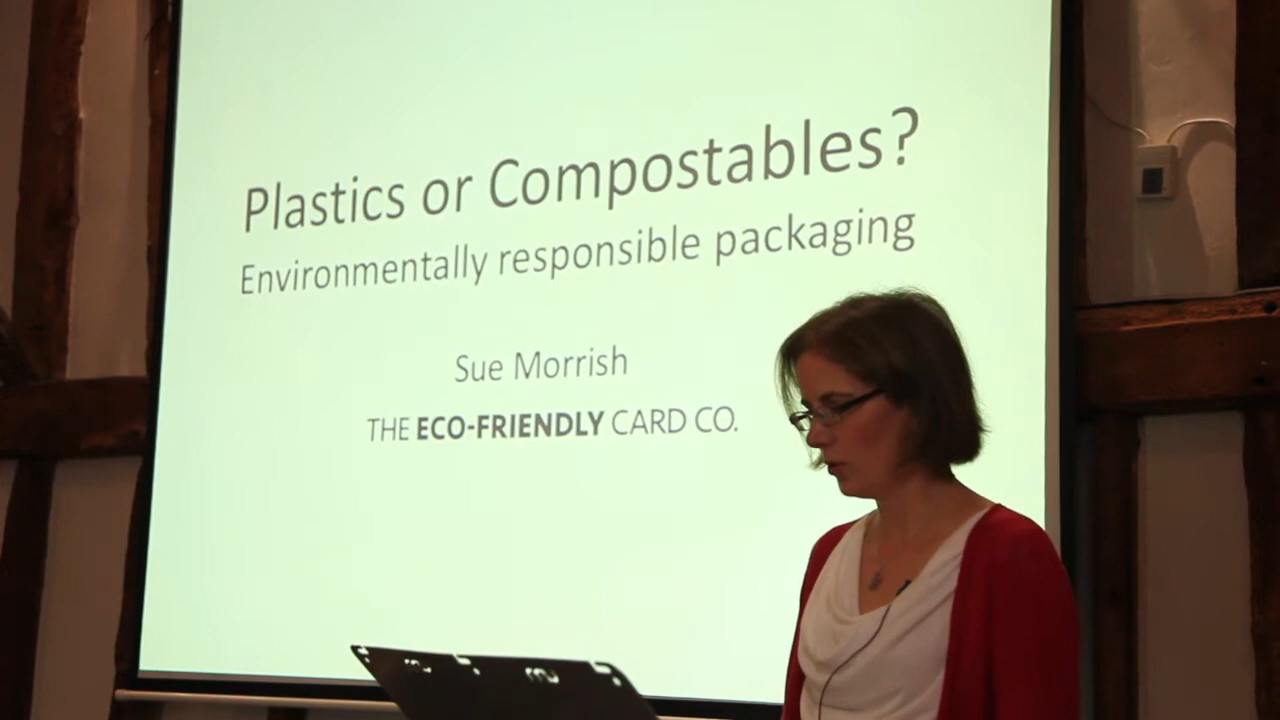 Plastics or Compostables?
Environmentally responsible packaging
Sue Morrish
THE ECO-FRIENDLY CARD CO.